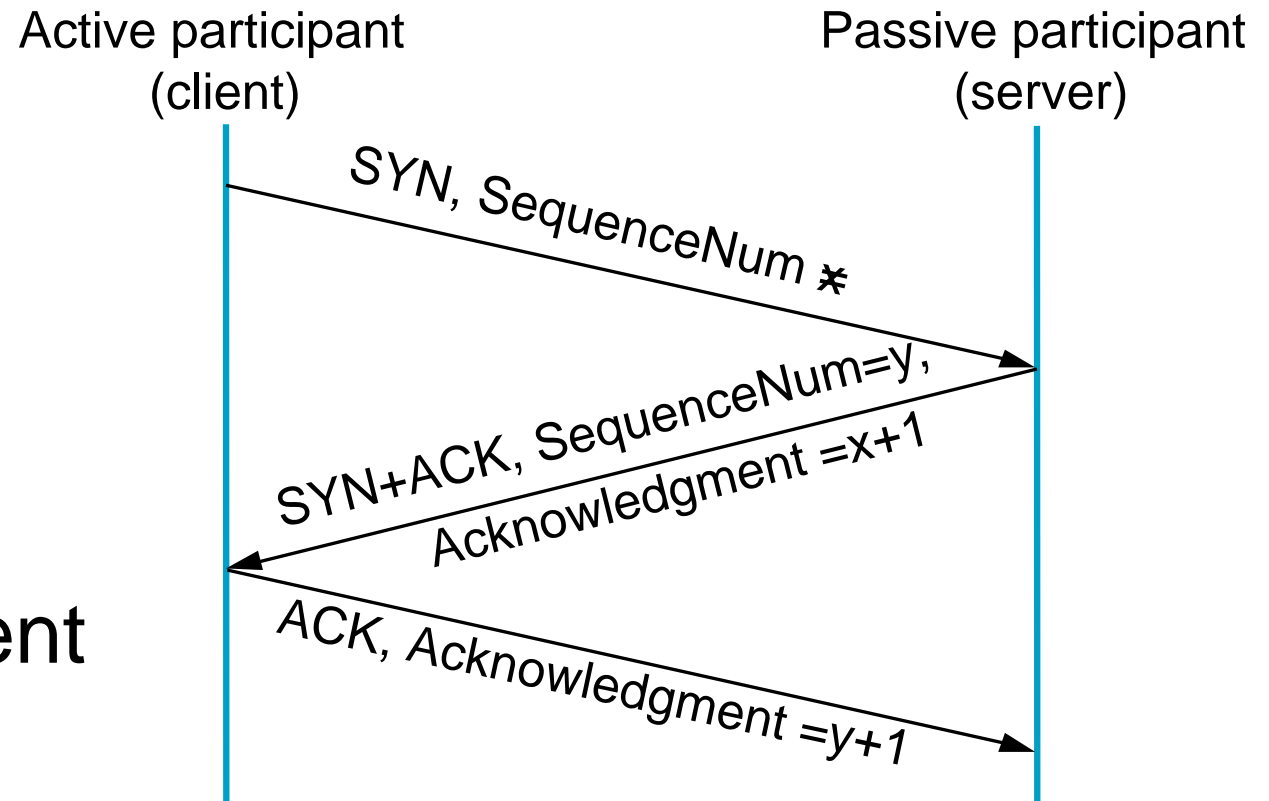 Active participant
(client)
Passive participant
(server)
SYN, SequenceNum =x
SYN+ACK, SequenceNum=y,
Acknowledgment =x+1
ent
ACK, Acknowledgment =y+1